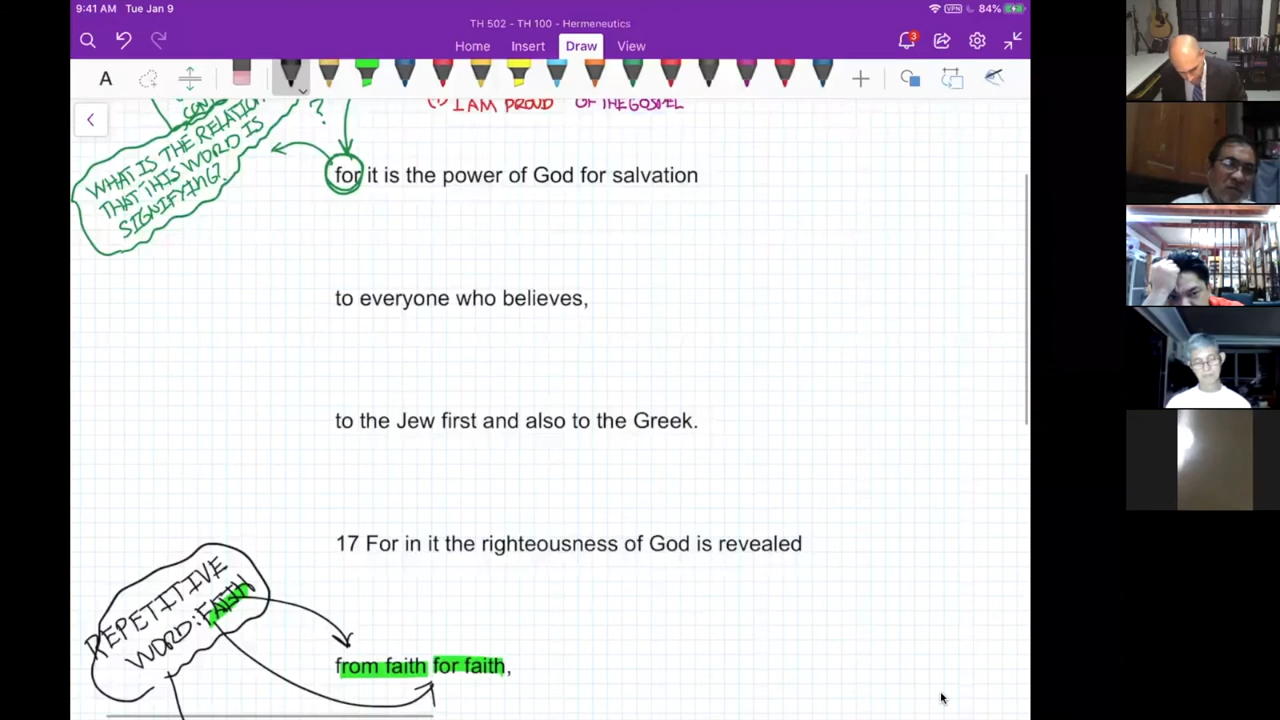 9:41 AM Tue Jan 9
VPN
84%
TH 502 - TH 100 - Hermeneutics
Home Insert Draw View
3
A
(1) I AM PROUD OF THE GOSPEL
?
WHAT IS THE RELATION
THAT THIS WORD IS
SIGNIFYING?
for it is the power of God for salvation
to everyone who believes,
to the Jew first and also to the Greek.
17 For in it the righteousness of God is revealed
REPETITIVE
WORD: FAITH
from faith for faith,